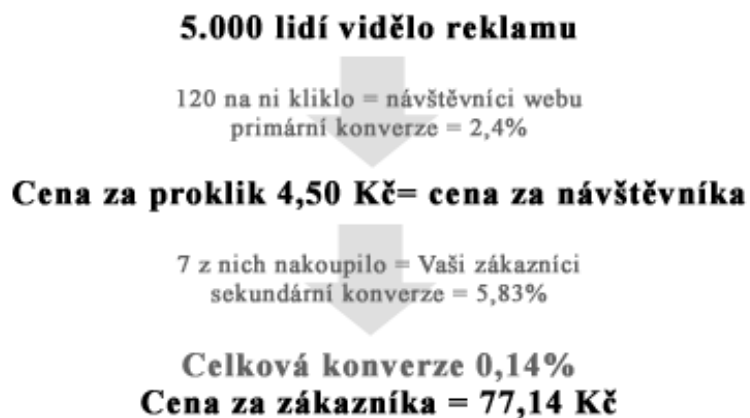 5.000 lidí vidělo reklamu
120 na ni kliklo = návštěvníci webu
primární konverze = 2,4%
Cena za proklik 4,50 Kč= cena za návštěvníka
7 z nich nakoupilo = Vaši zákazníci
sekundární konverze = 5,83%
Celková konverze 0,14%
Cena za zákazníka = 77,14 Kč